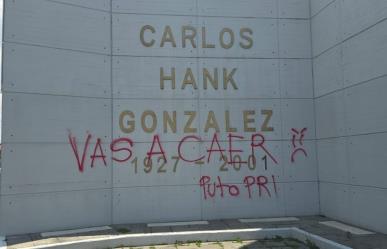 CARLOS
HANK
GONZALEZ
VAS A CAER
1927 - 2001
Puto PRI